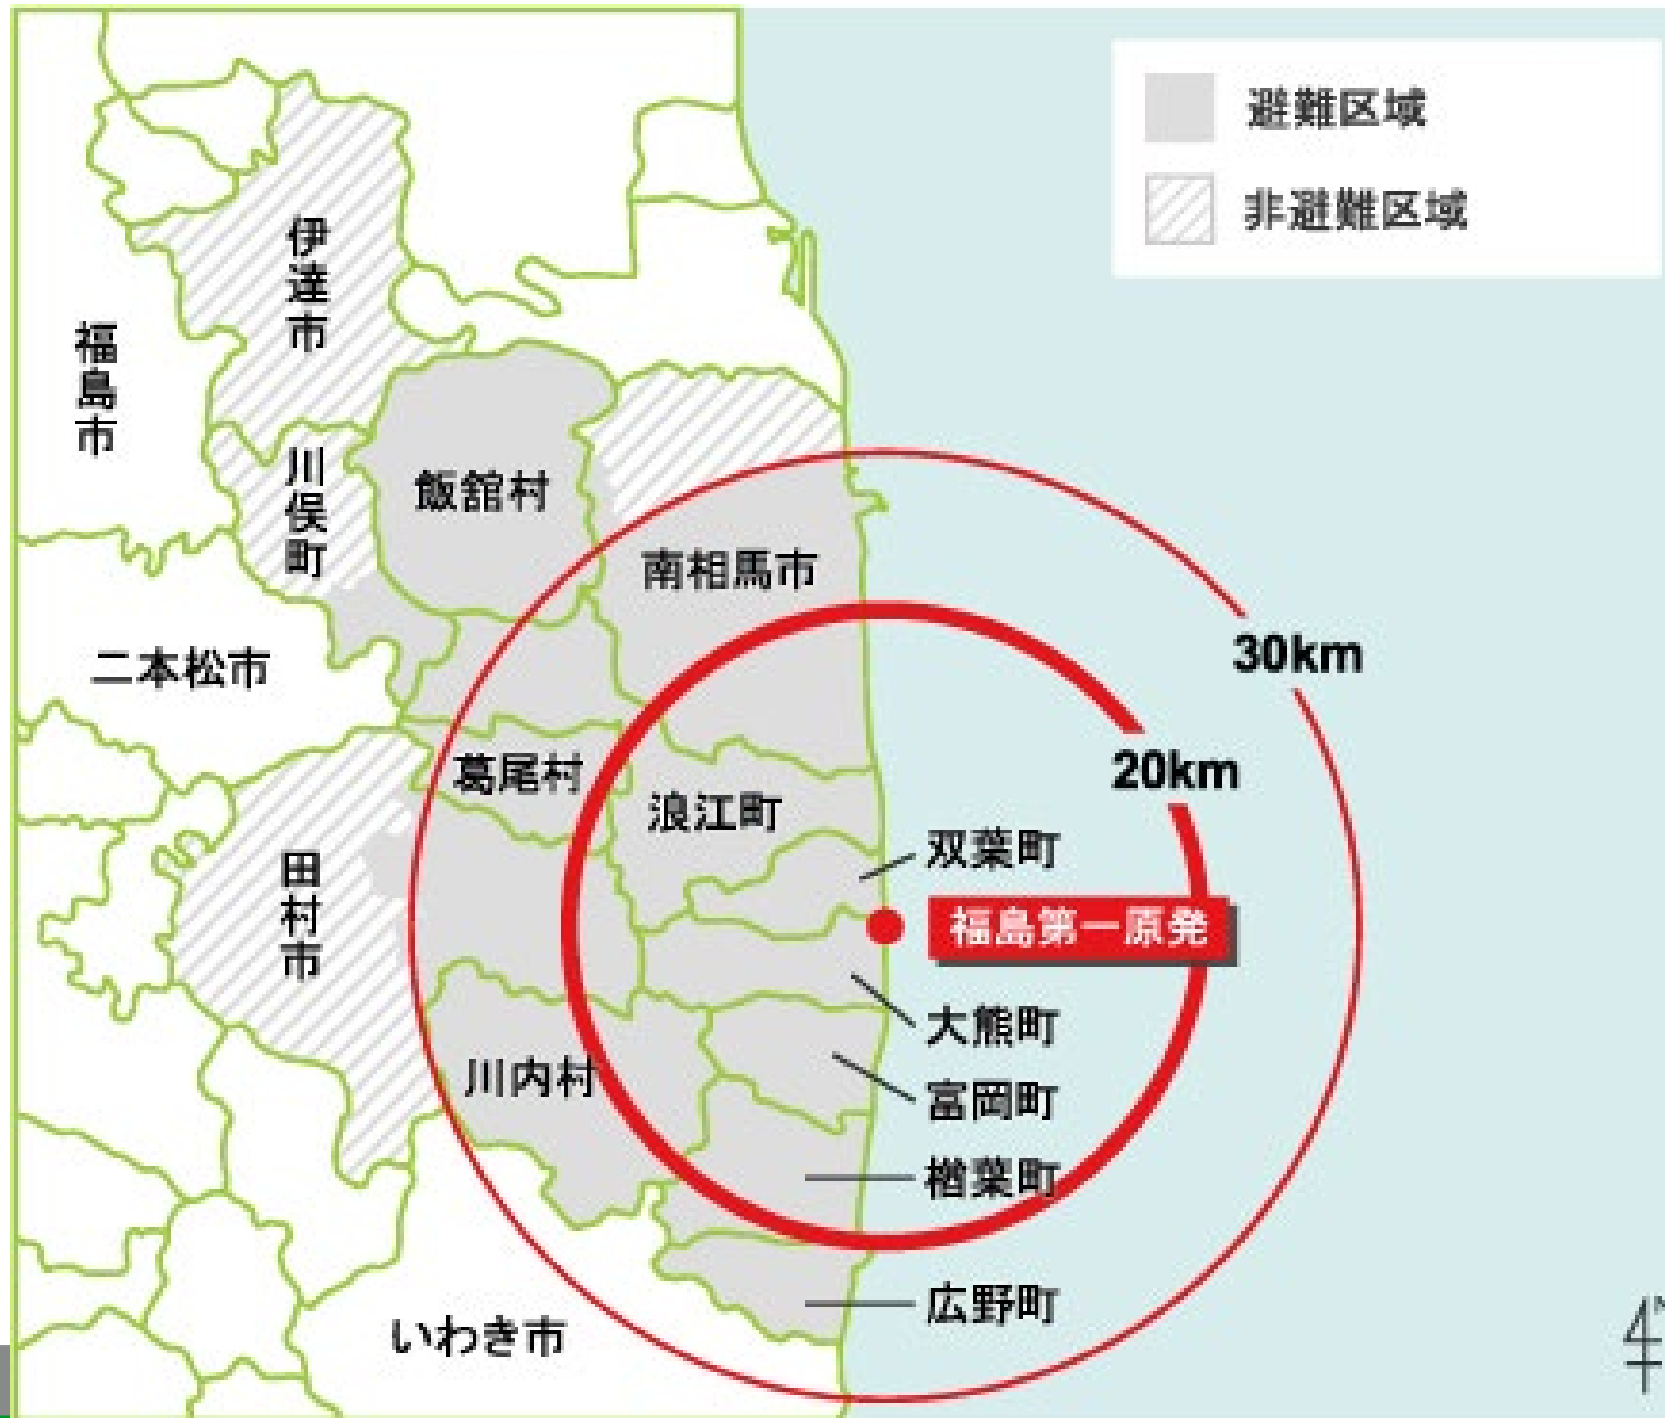 避難区域
非避難区域
伊達市
福島市
川俣町
飯舘村
南相馬市
30km
二本松市
20km
葛尾村
浪江町
双葉町
田村市
福島第一原発
大熊町
川内村
富岡町
楢葉町
広野町
いわき市